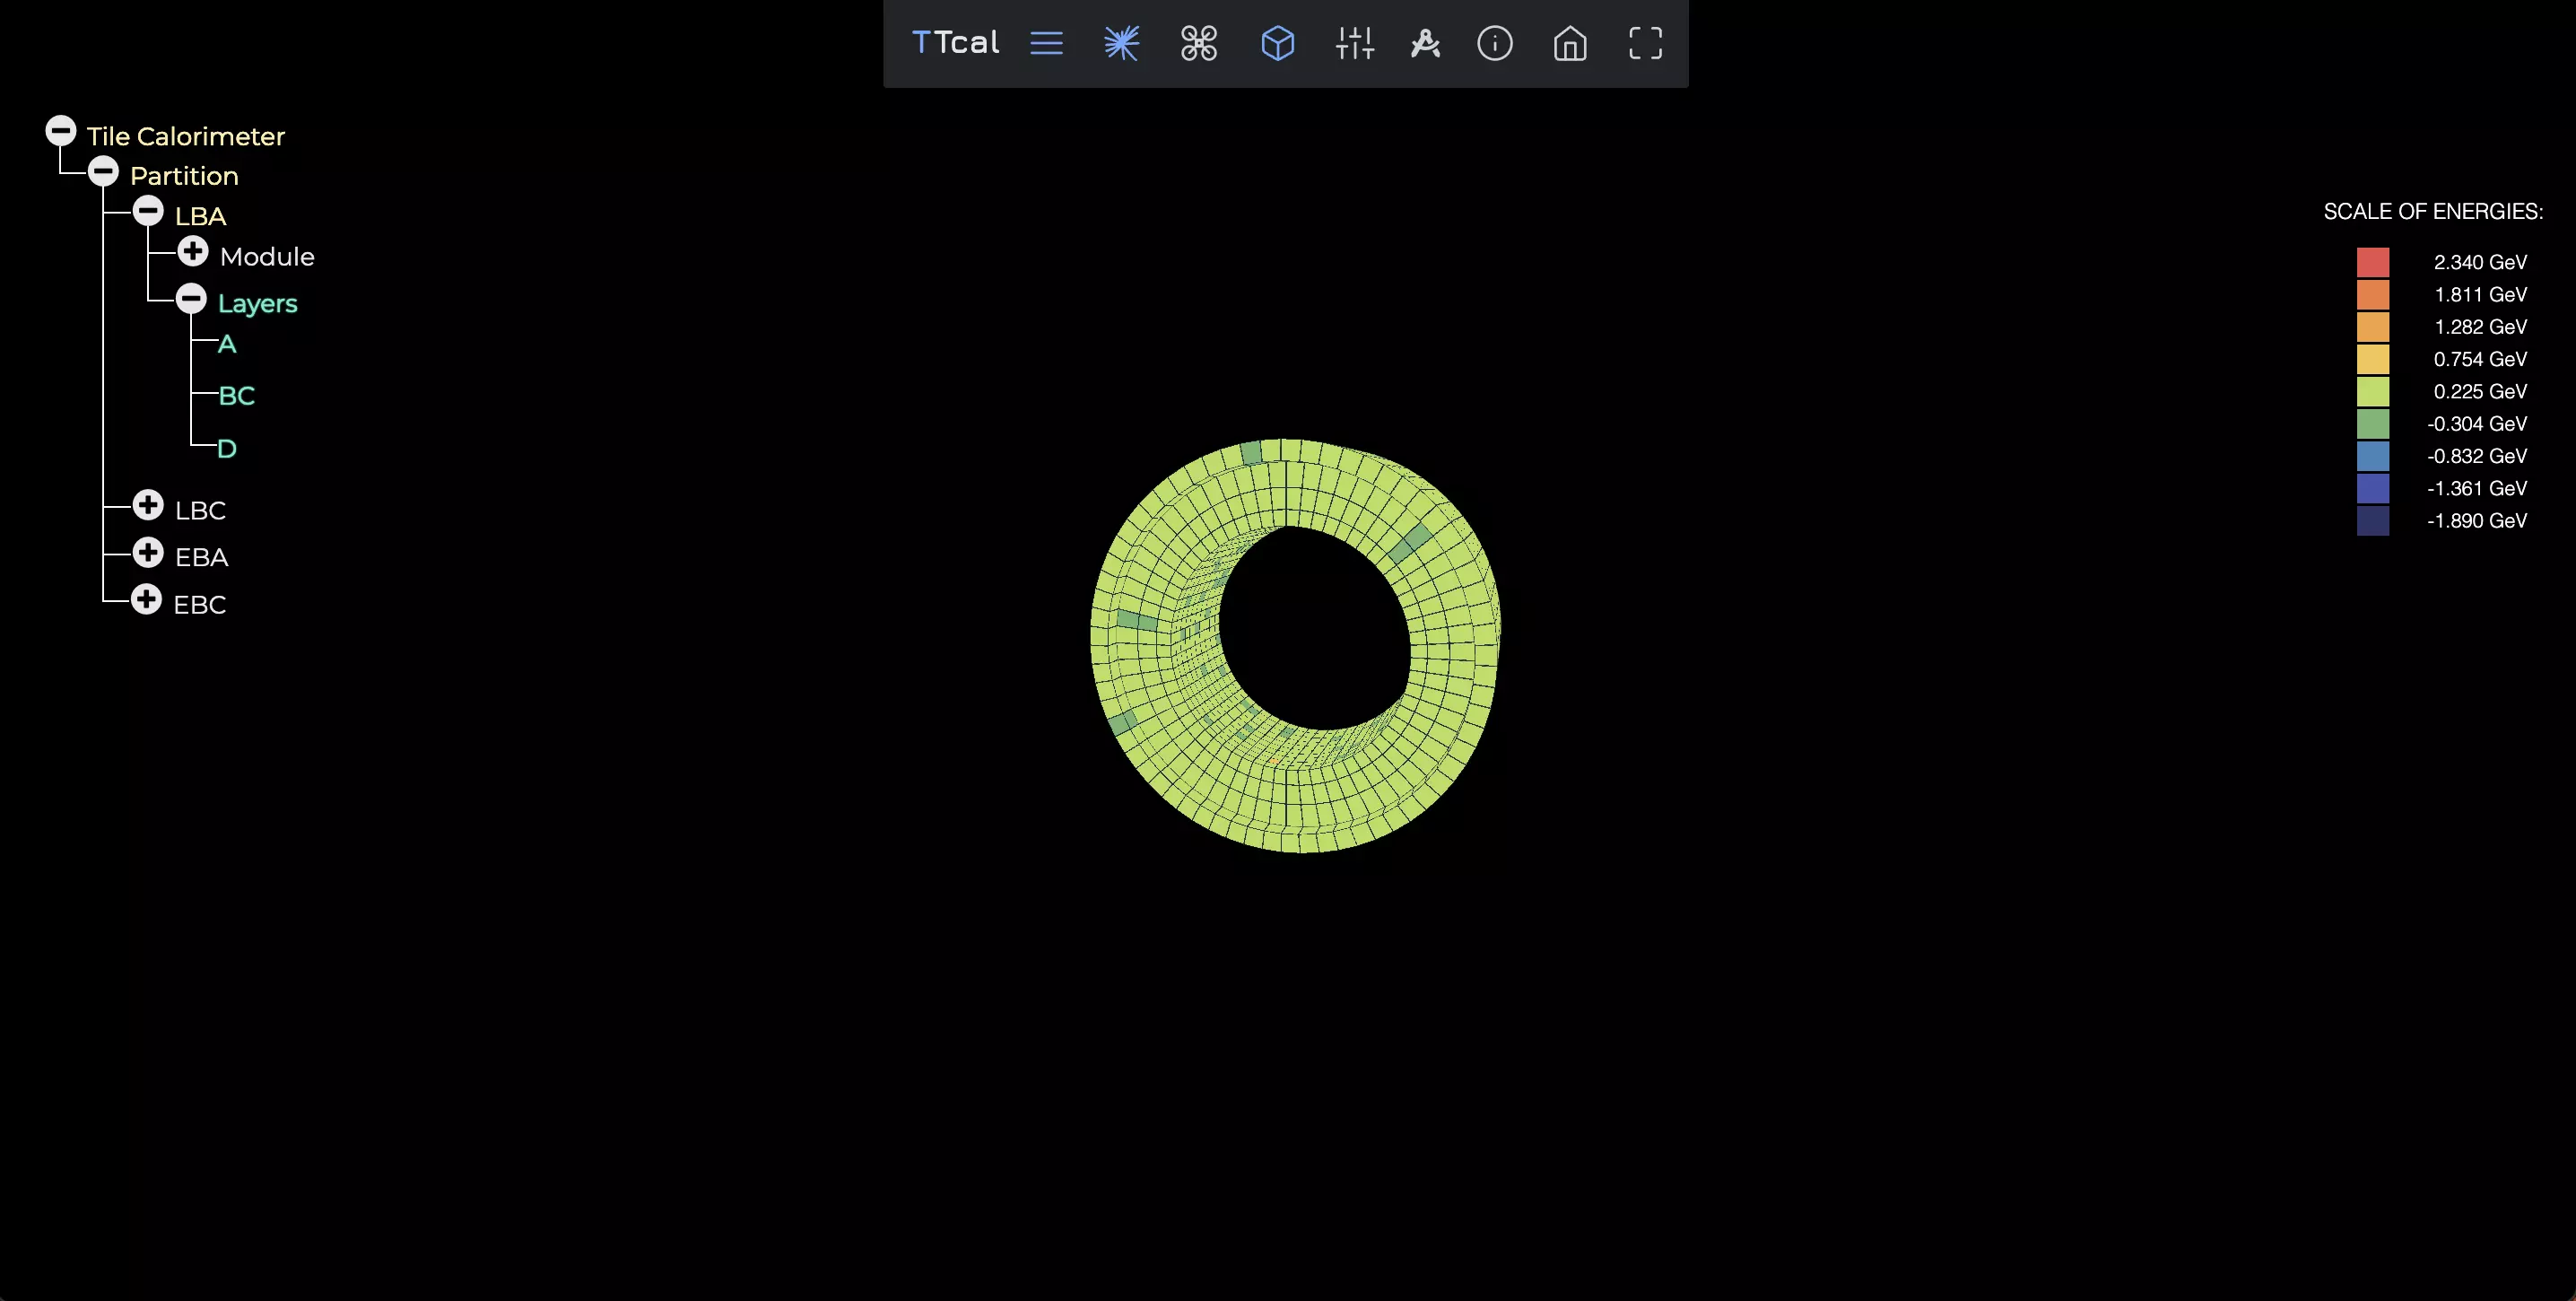 TTcal
Tile Calorimeter
Partition
LBA
Module
Layers
A
BC
D
LBC
EBA
EBC
SCALE OF ENERGIES:
2.340 GeV
1.811 GeV
1.282 GeV
0.754 GeV
0.225 GeV
-0.304 GeV
-0.832 GeV
-1.361 GeV
-1.890 GeV